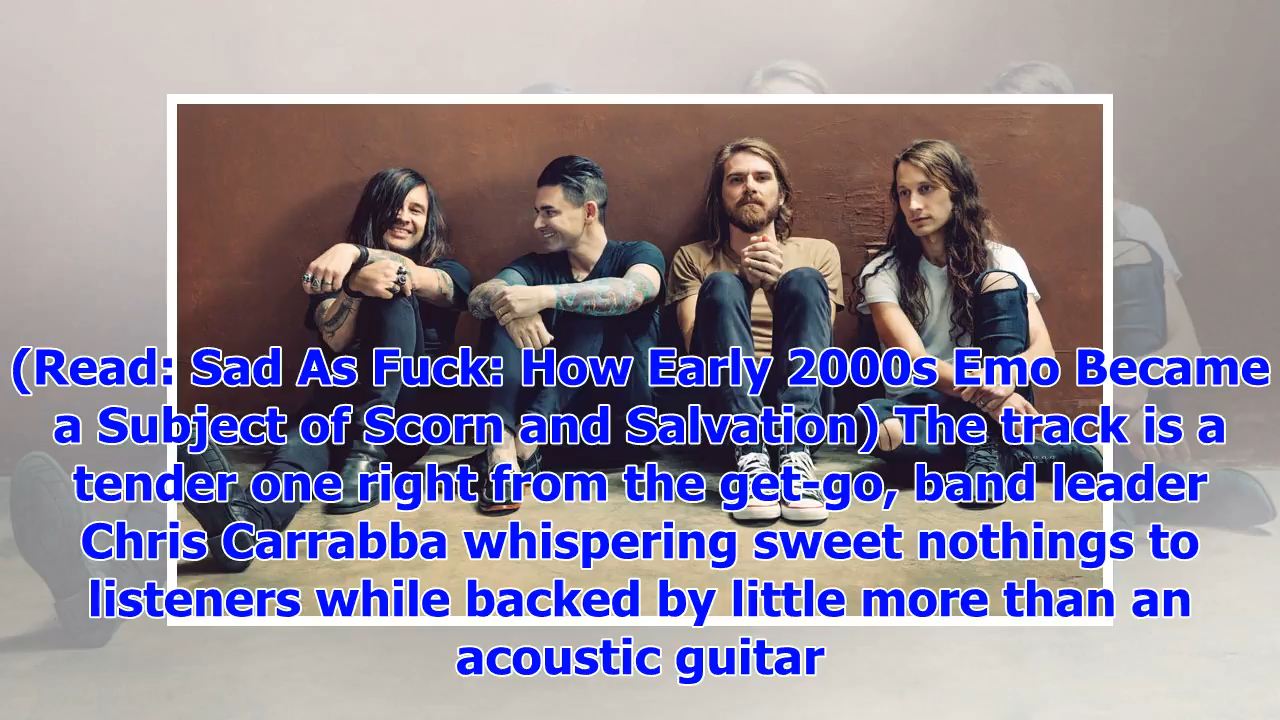 (Read: Sad As Fuck: How Early 2000s Emo Became
a Subject of Scorn and Salvation) The track is a
tender one right from the get-go, band leader
Chris Carrabba whispering sweet nothings to
listeners while backed by little more than an
acoustic guitar